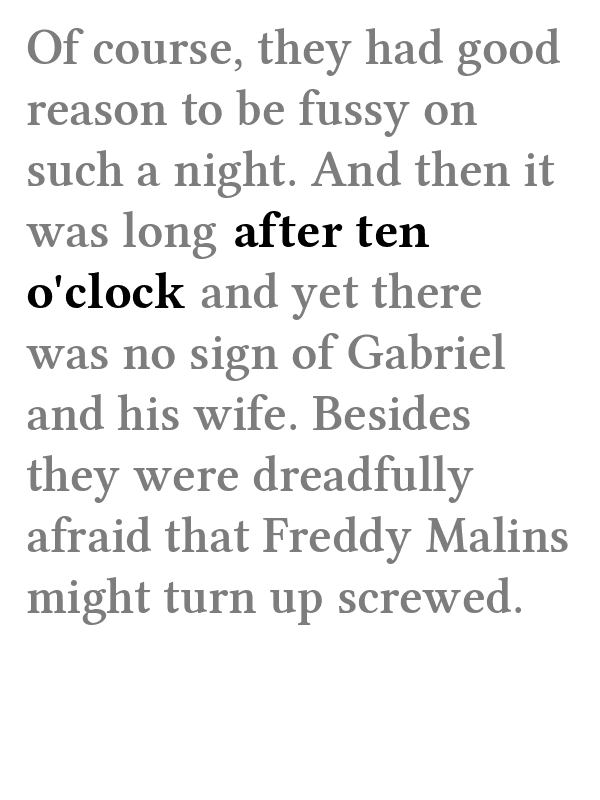 Of course, they had good
reason to be fussy on
such a night. And then it
was long after ten
o'clock and yet there
was no sign of Gabriel
and his wife. Besides
they were dreadfully
afraid that Freddy Malins
might turn up screwed.